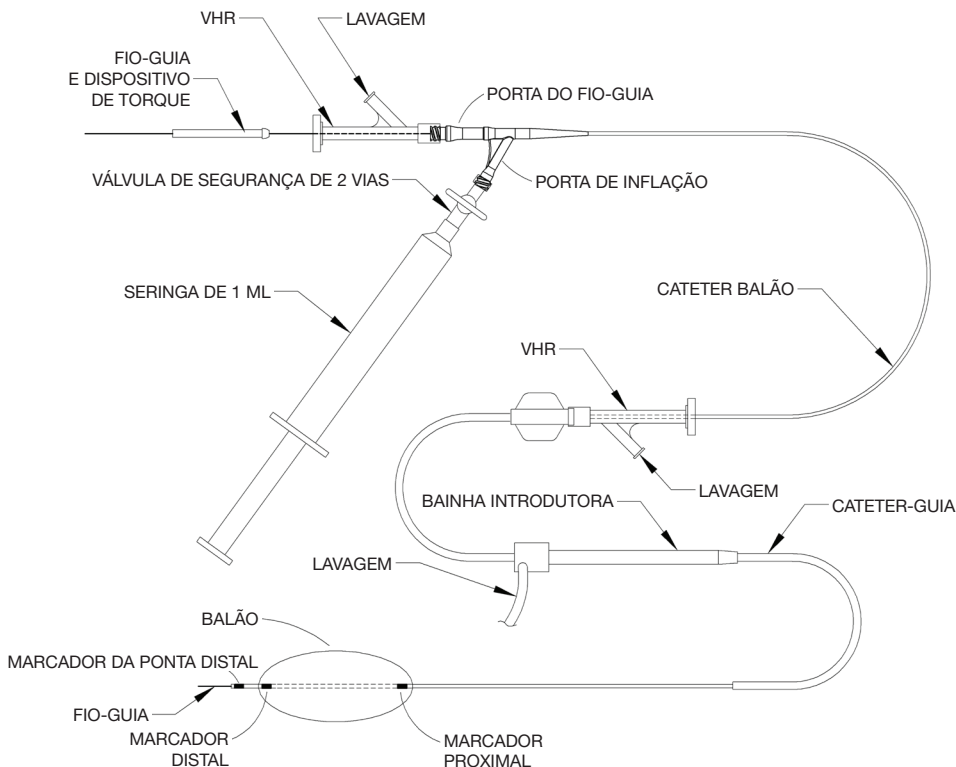 VHR
LAVAGEM
FIO-GUIA
E DISPOSITIVO
DE TORQUE
PORTA DO FIO-GUIA
VÁLVULA DE SEGURANÇA DE 2 VIAS
PORTA DE INFLAÇÃO
SERINGA DE 1 ML
CATETER BALÃO
VHR
LAVAGEM
BAINHA INTRODUTORA
CATETER-GUIA
LAVAGEM
BALÃO
MARCADOR DA PONTA DISTAL
FIO-GUIA
MARCADOR
DISTAL
MARCADOR
PROXIMAL